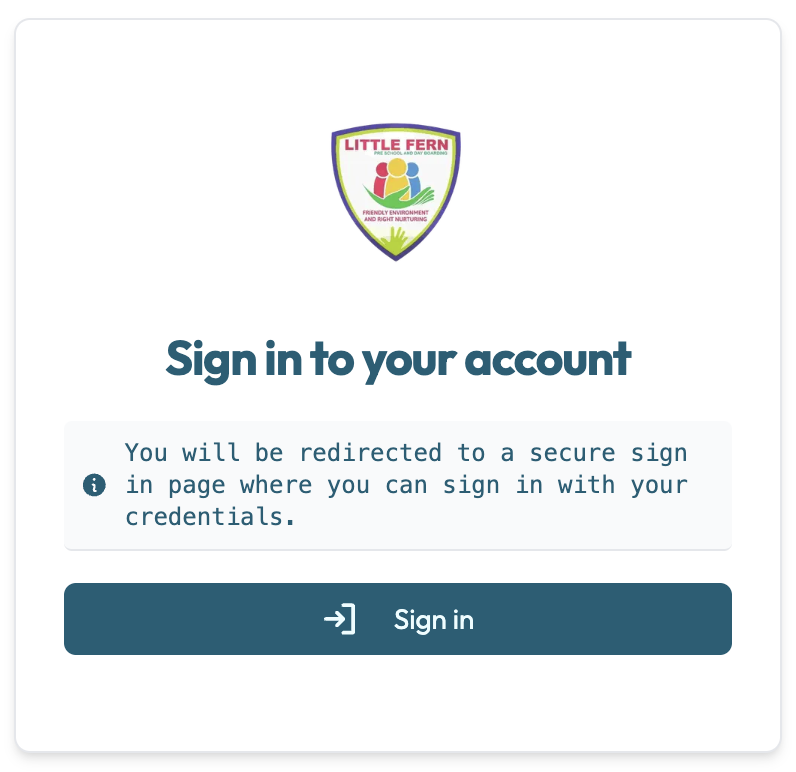 LITTLE FERN
PRE SCHOOL AND DAY BOARDING
FRIENDLY ENVIRONMENT
AND RIGHT NURTURING
Sign in to your account
You will be redirected to a secure sign
in page where you can sign in with your
credentials.
Sign in